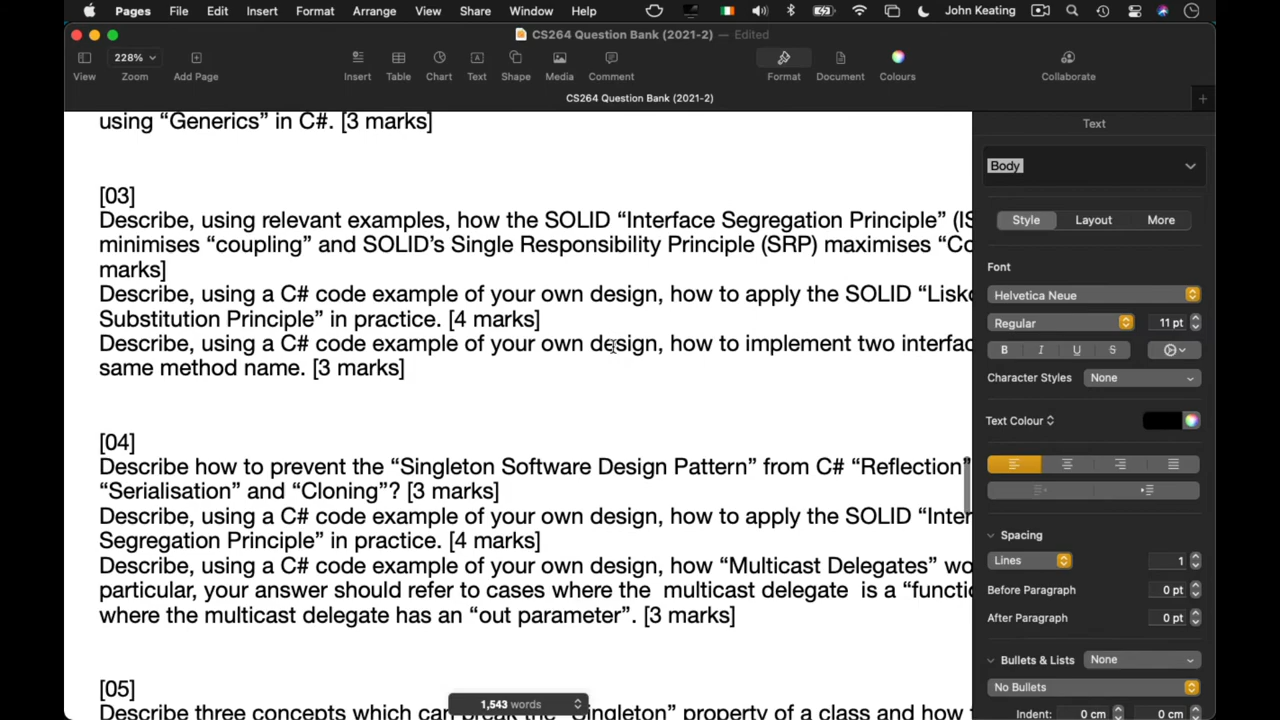 Pages File Edit Insert Format Arrange View Share Window Help John Keating
CS264 Question Bank (2021-2) — Edited
228%
View Zoom Add Page Insert Table Chart Text Shape Media Comment Format Document Colours Collaborate
CS264 Question Bank (2021-2)
using “Generics” in C#. [3 marks]
[03]
Describe, using relevant examples, how the SOLID “Interface Segregation Principle” (IS
minimises “coupling” and SOLID’s Single Responsibility Principle (SRP) maximises “Co
marks]
Describe, using a C# code example of your own design, how to apply the SOLID “Lisko
Substitution Principle” in practice. [4 marks]
Describe, using a C# code example of your own design, how to implement two interfac
same method name. [3 marks]
[04]
Describe how to prevent the “Singleton Software Design Pattern” from C# “Reflection”
“Serialisation” and “Cloning”? [3 marks]
Describe, using a C# code example of your own design, how to apply the SOLID “Inter
Segregation Principle” in practice. [4 marks]
Describe, using a C# code example of your own design, how “Multicast Delegates” wo
particular, your answer should refer to cases where the multicast delegate is a “functi
where the multicast delegate has an “out parameter”. [3 marks]
[05]
Describe three concepts which can break the “Singleton” property of a class and how t
1,543 words
Text
Body
Style Layout More
Font
Helvetica Neue
Regular 11 pt
B I U S
Character Styles None
Text Colour
Spacing
Lines 1
Before Paragraph 0 pt
After Paragraph 0 pt
Bullets & Lists None
No Bullets
Indent: 0 cm 0 cm